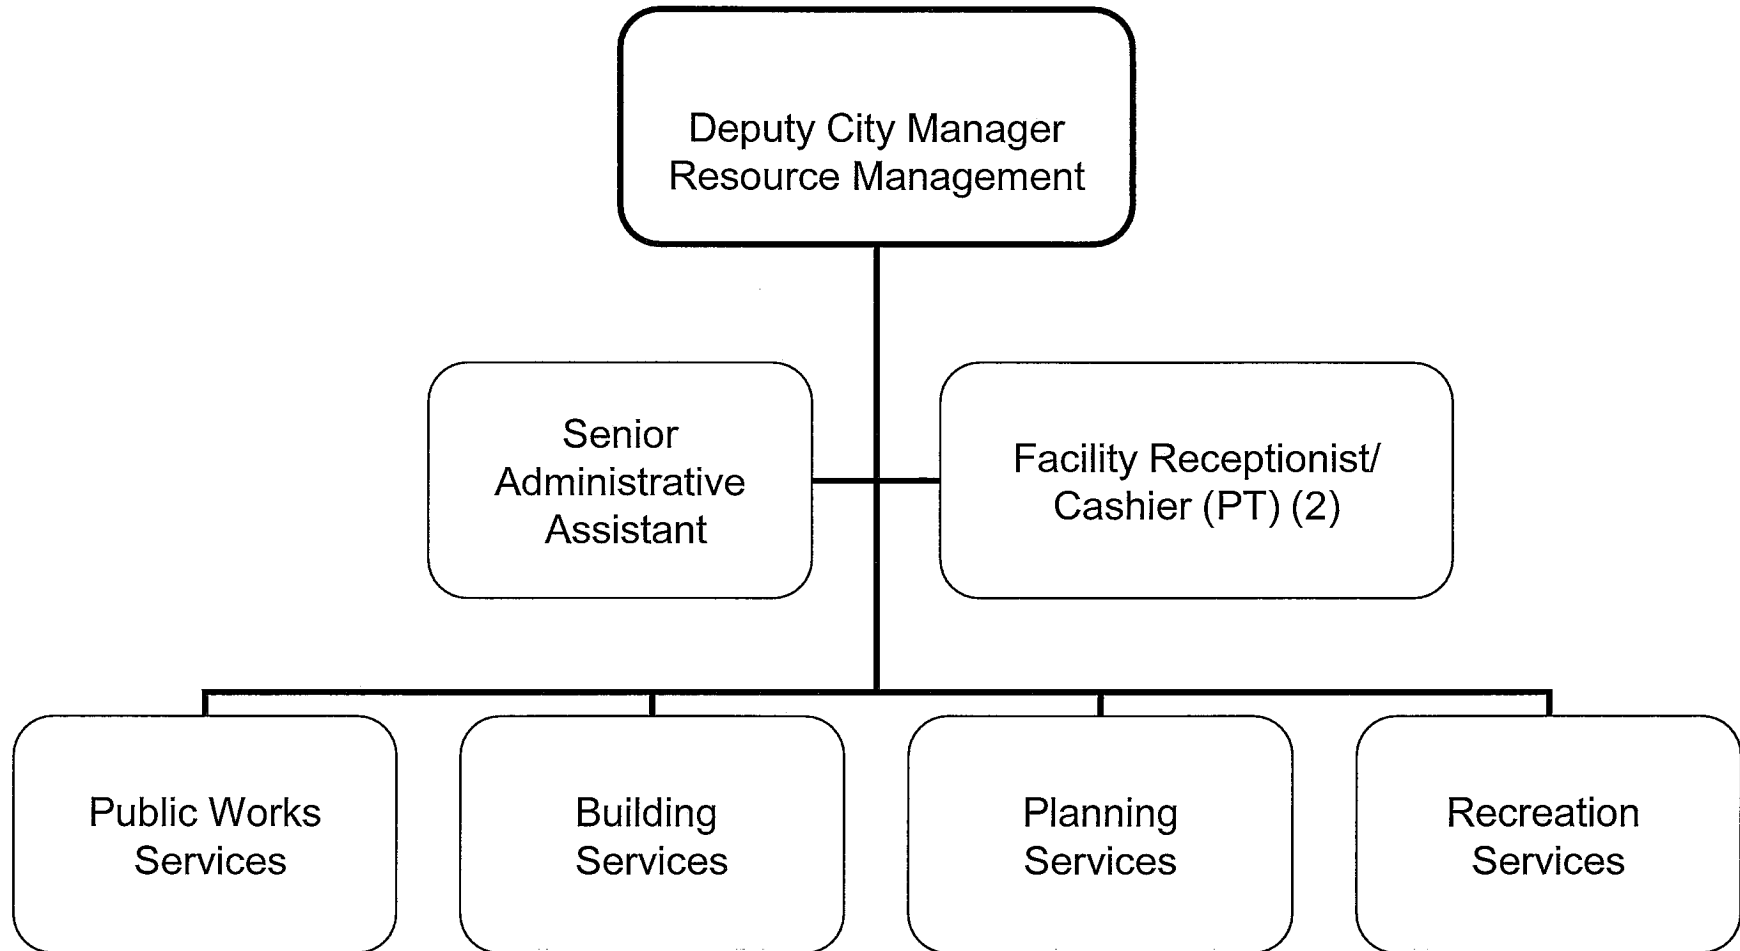 Deputy City Manager
Resource Management
Senior
Administrative
Assistant
Facility Receptionist/
Cashier (PT) (2)
Public Works
Services
Building
Services
Planning
Services
Recreation
Services